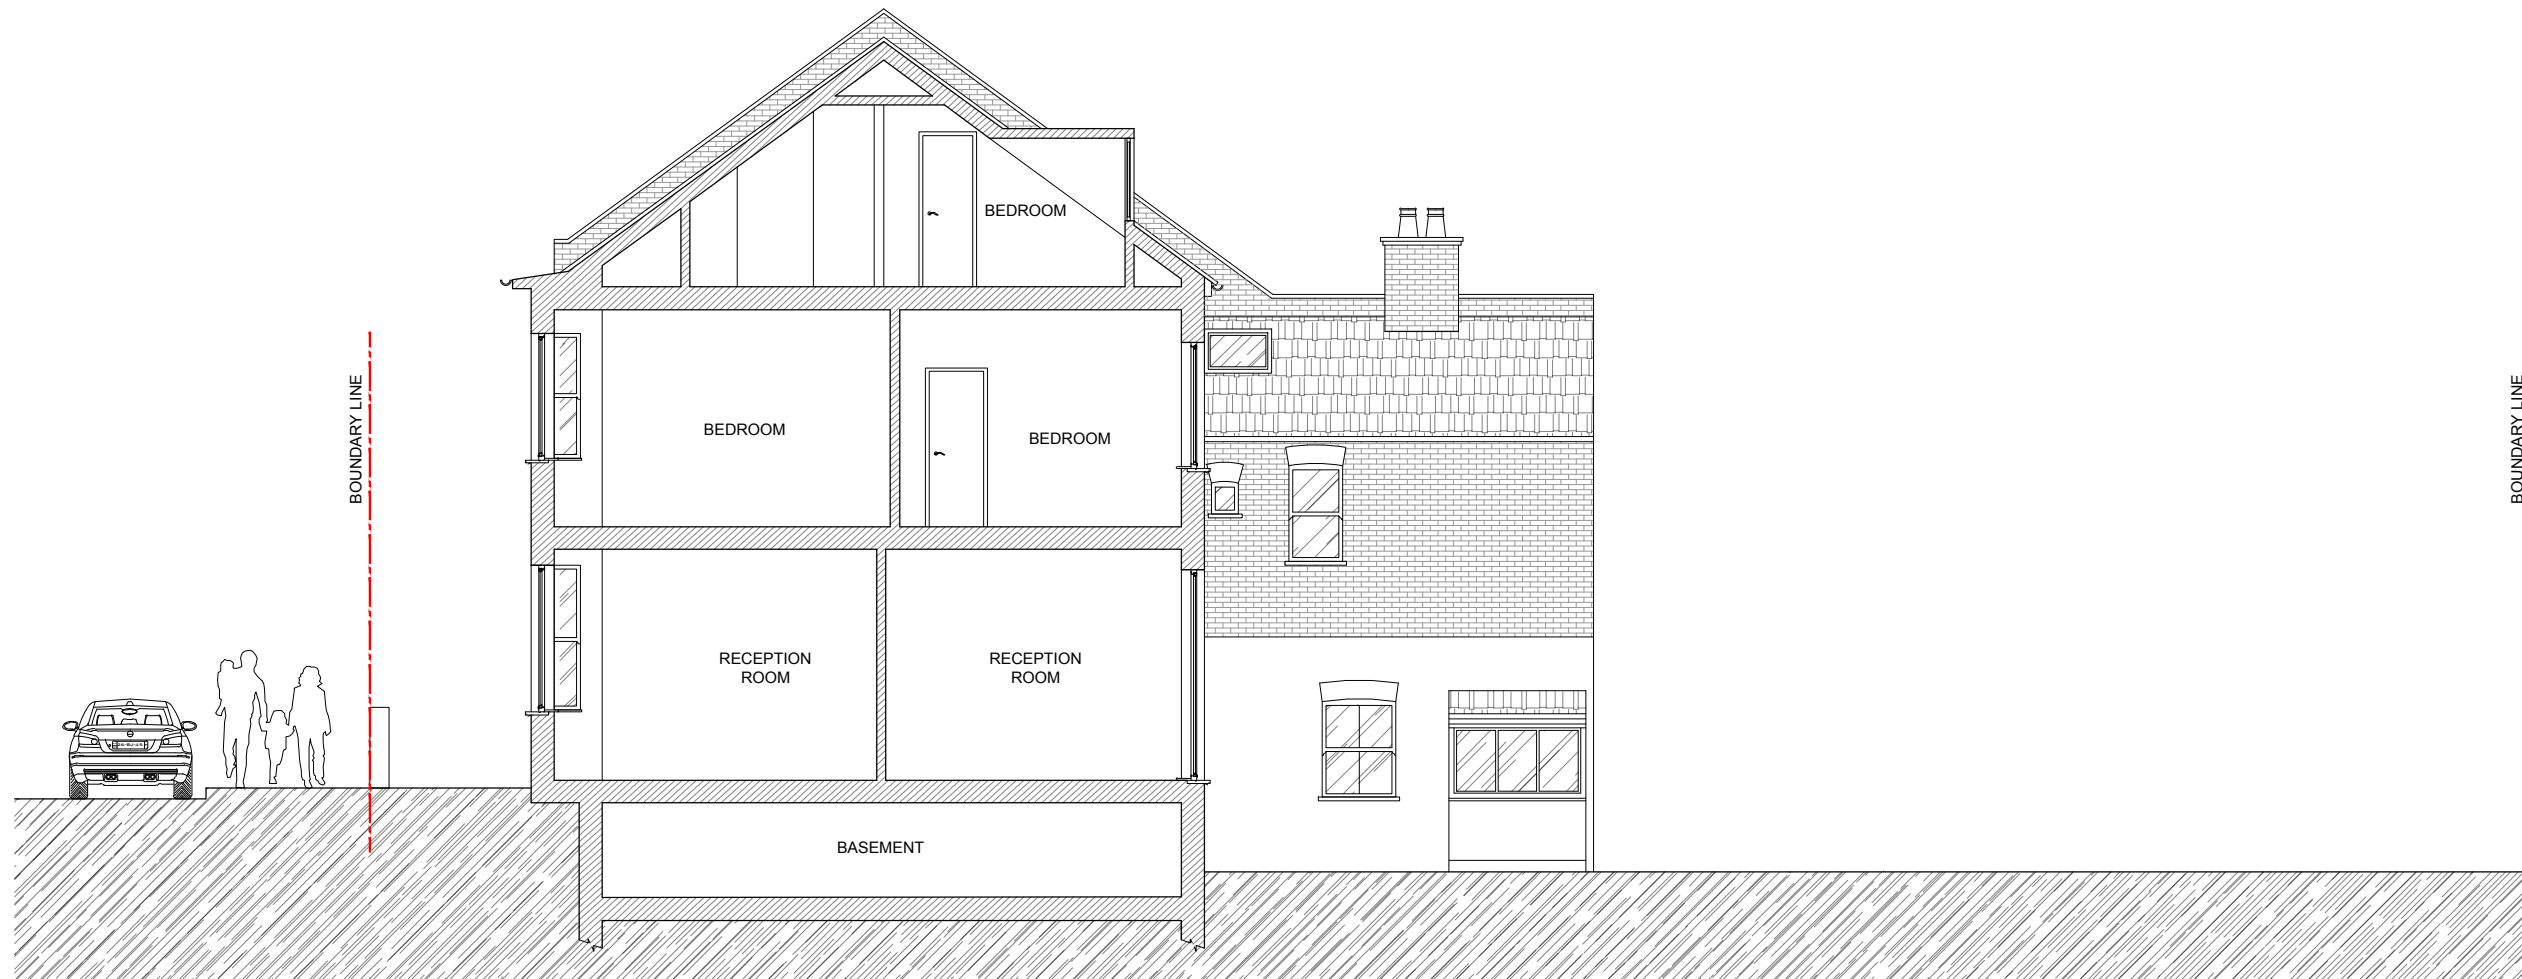 BEDROOM
BOUNDARY LINE
BOUNDARY LINE
BEDROOM
BEDROOM
RECEPTION
ROOM
RECEPTION
ROOM
BASEMENT